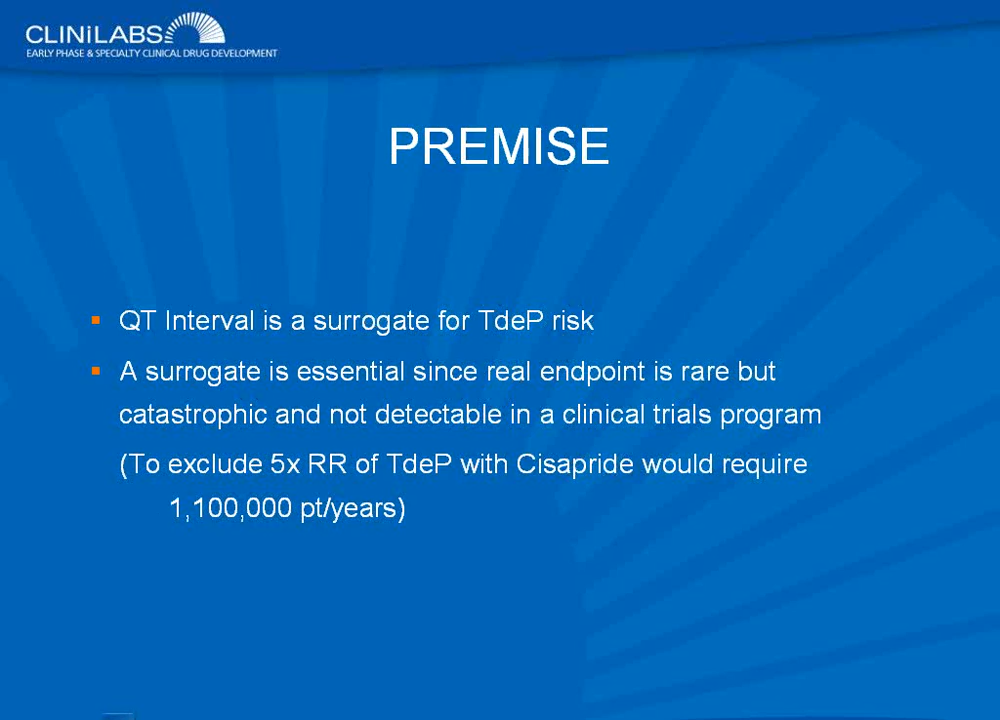 CLINiLABS
EARLY PHASE & SPECIALTY CLINICAL DRUG DEVELOPMENT
PREMISE
▪ QT Interval is a surrogate for TdeP risk
▪ A surrogate is essential since real endpoint is rare but
catastrophic and not detectable in a clinical trials program
(To exclude 5x RR of TdeP with Cisapride would require
1,100,000 pt/years)